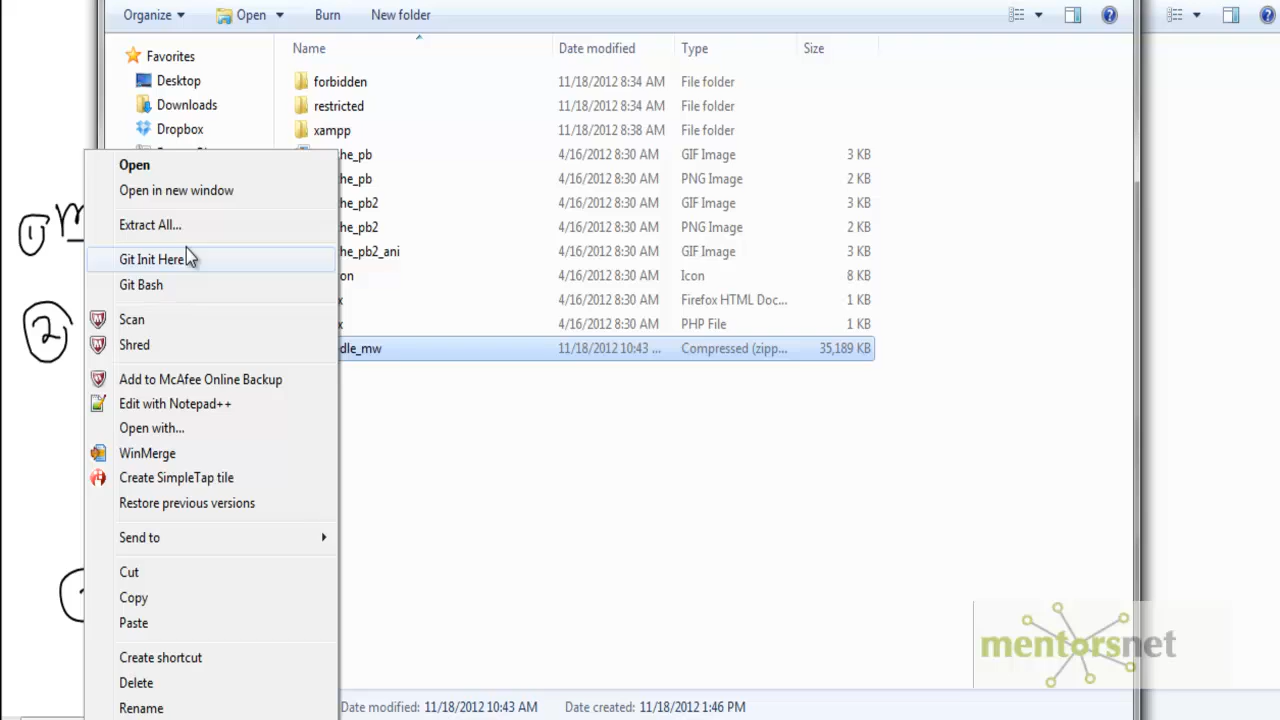 Organize Open Burn New folder
Name Date modified Type Size
Favorites
Desktop
Downloads
Dropbox
forbidden 11/18/2012 8:34 AM File folder
restricted 11/18/2012 8:34 AM File folder
xampp 11/18/2012 8:38 AM File folder
he_pb 4/16/2012 8:30 AM GIF Image 3 KB
he_pb 4/16/2012 8:30 AM PNG Image 2 KB
he_pb2 4/16/2012 8:30 AM GIF Image 3 KB
he_pb2 4/16/2012 8:30 AM PNG Image 2 KB
he_pb2_ani 4/16/2012 8:30 AM GIF Image 3 KB
on 4/16/2012 8:30 AM Icon 8 KB
x 4/16/2012 8:30 AM Firefox HTML Doc... 1 KB
x 4/16/2012 8:30 AM PHP File 1 KB
dle_mw 11/18/2012 10:43 ... Compressed (zipp... 35,189 KB
Open
Open in new window
Extract All...
Git Init Here
Git Bash
Scan
Shred
Add to McAfee Online Backup
Edit with Notepad++
Open with...
WinMerge
Create SimpleTap tile
Restore previous versions
Send to
Cut
Copy
Paste
Create shortcut
Delete
Rename
1 m
2
Date modified: 11/18/2012 10:43 AM Date created: 11/18/2012 1:46 PM
mentorsnet